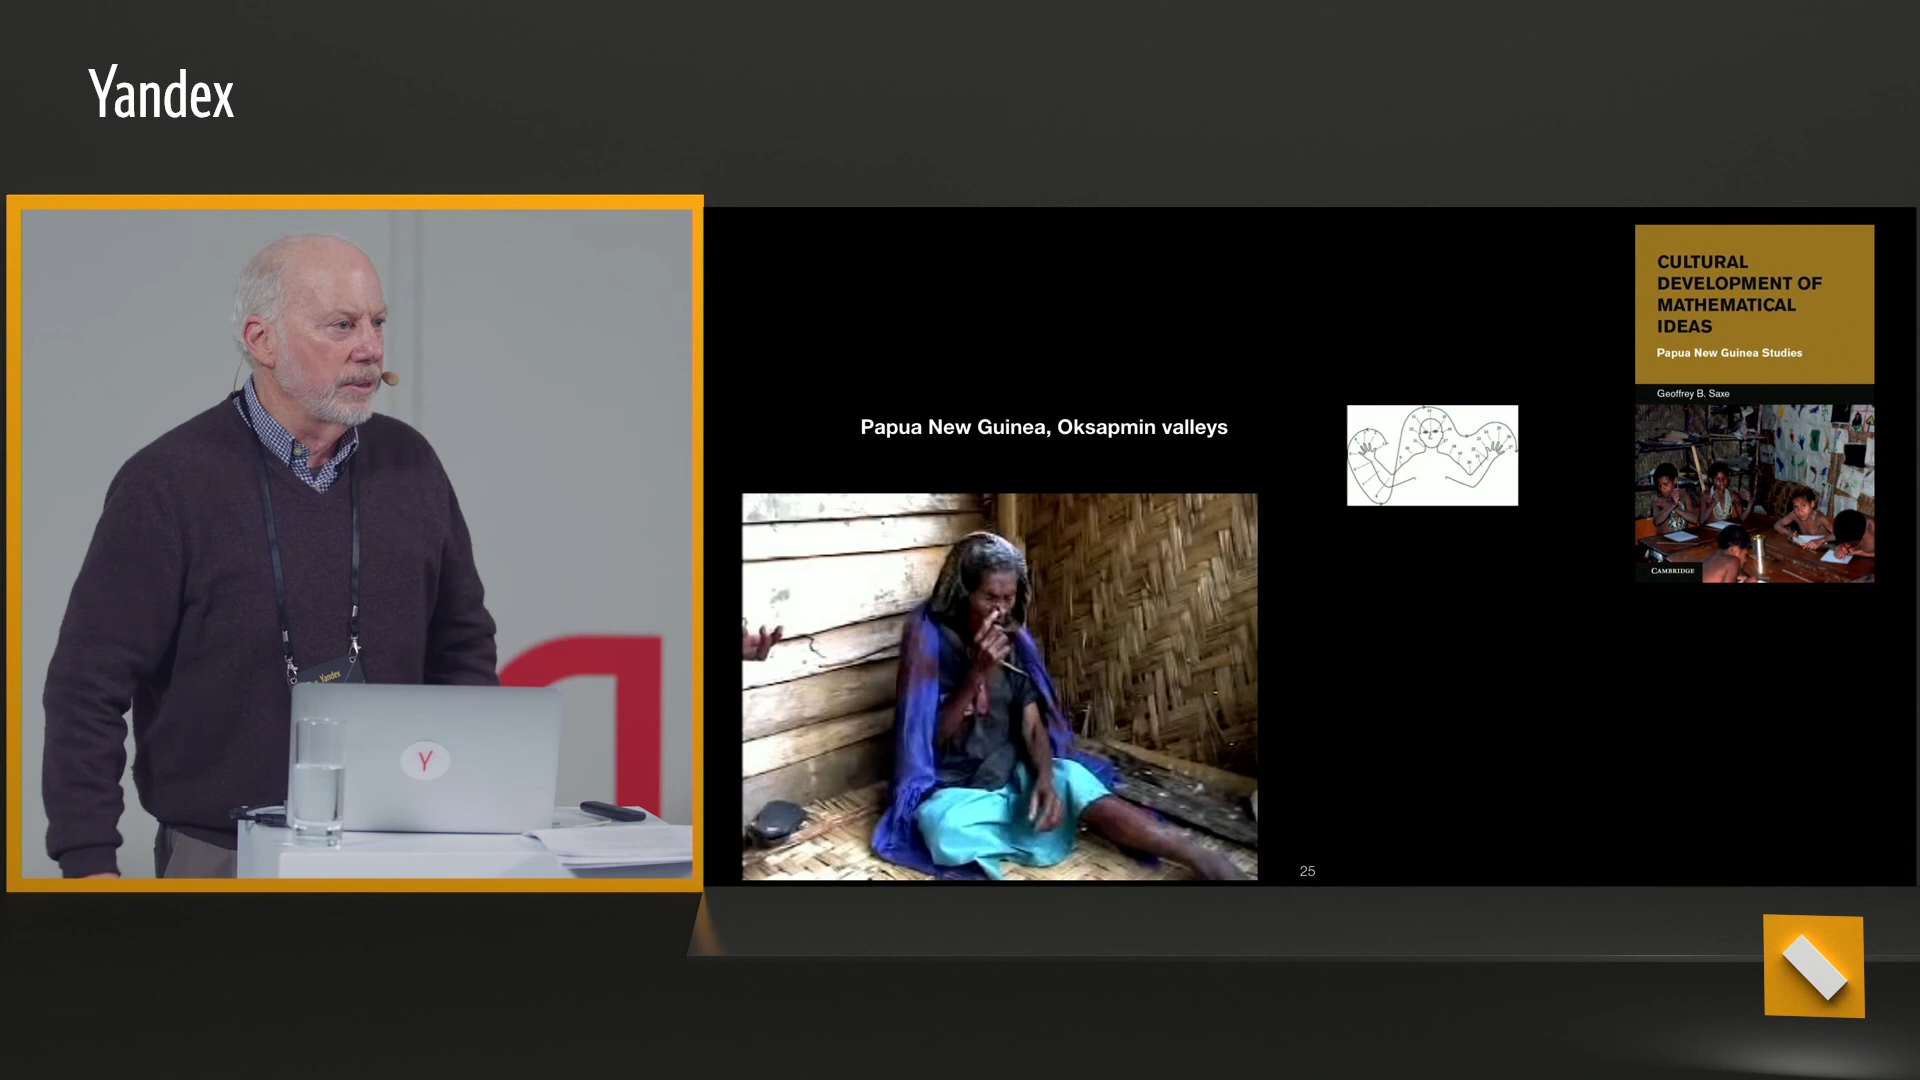 Yandex
Yandex
Y
Papua New Guinea, Oksapmin valleys
25
CULTURAL
DEVELOPMENT OF
MATHEMATICAL
IDEAS
Papua New Guinea Studies
Geoffrey B. Saxe
CAMBRIDGE